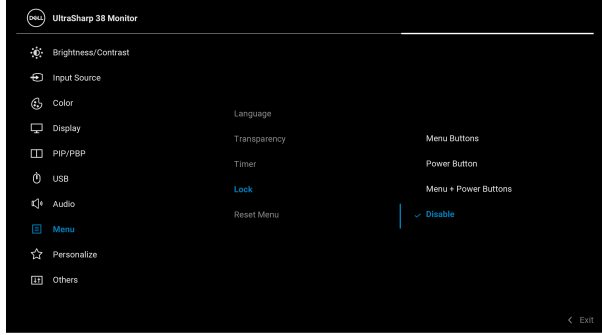 DELL UltraSharp 38 Monitor
Brightness/Contrast
Input Source
Color
Display
PIP/PBP
USB
Audio
Menu
Personalize
Others
Language
Transparency
Timer
Lock
Reset Menu
Menu Buttons
Power Button
Menu + Power Buttons
Disable
Exit